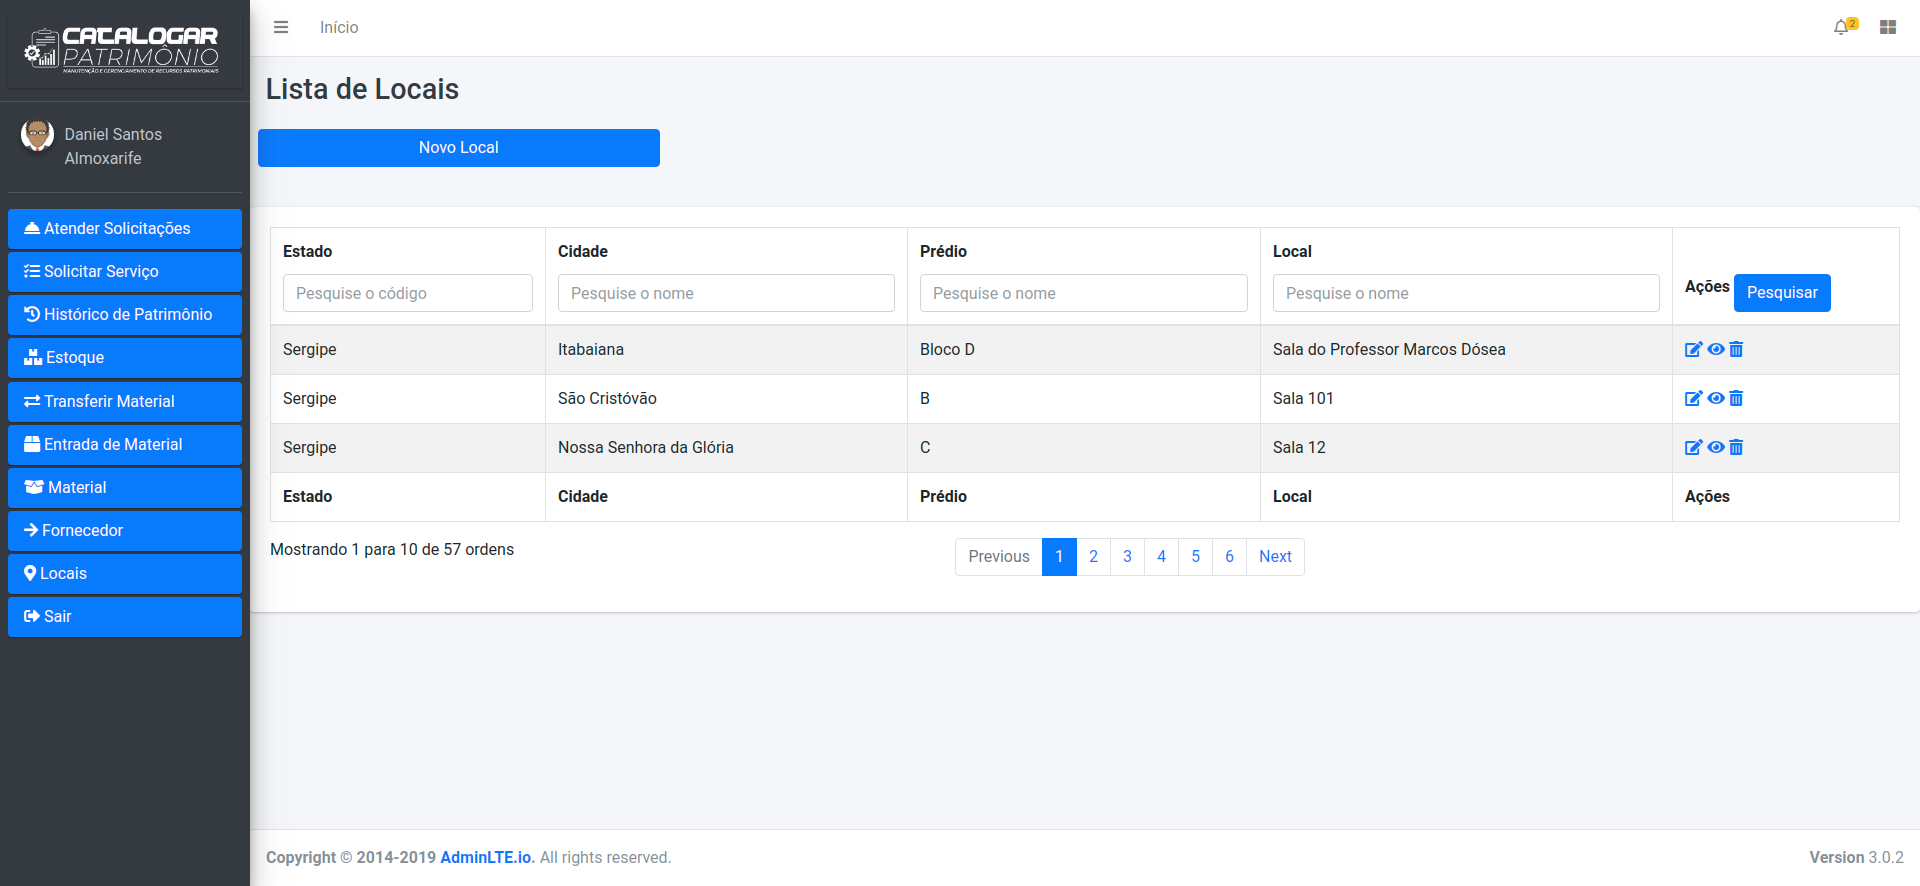 CATALOGAR
PATRIMÔNIO
MANUTENÇÃO E GERENCIAMENTO DE RECURSOS PATRIMONIAIS
Início
2
Daniel Santos
Almoxarife
Atender Solicitações
Solicitar Serviço
Histórico de Patrimônio
Estoque
Transferir Material
Entrada de Material
Material
Fornecedor
Locais
Sair
Lista de Locais
Novo Local
Estado Cidade Prédio Local
Pesquise o código Pesquise o nome Pesquise o nome Pesquise o nome Ações Pesquisar
Sergipe Itabaiana Bloco D Sala do Professor Marcos Dósea
Sergipe São Cristóvão B Sala 101
Sergipe Nossa Senhora da Glória C Sala 12
Estado Cidade Prédio Local Ações
Mostrando 1 para 10 de 57 ordens
Previous 1 2 3 4 5 6 Next
Copyright © 2014-2019 AdminLTE.io. All rights reserved.
Version 3.0.2